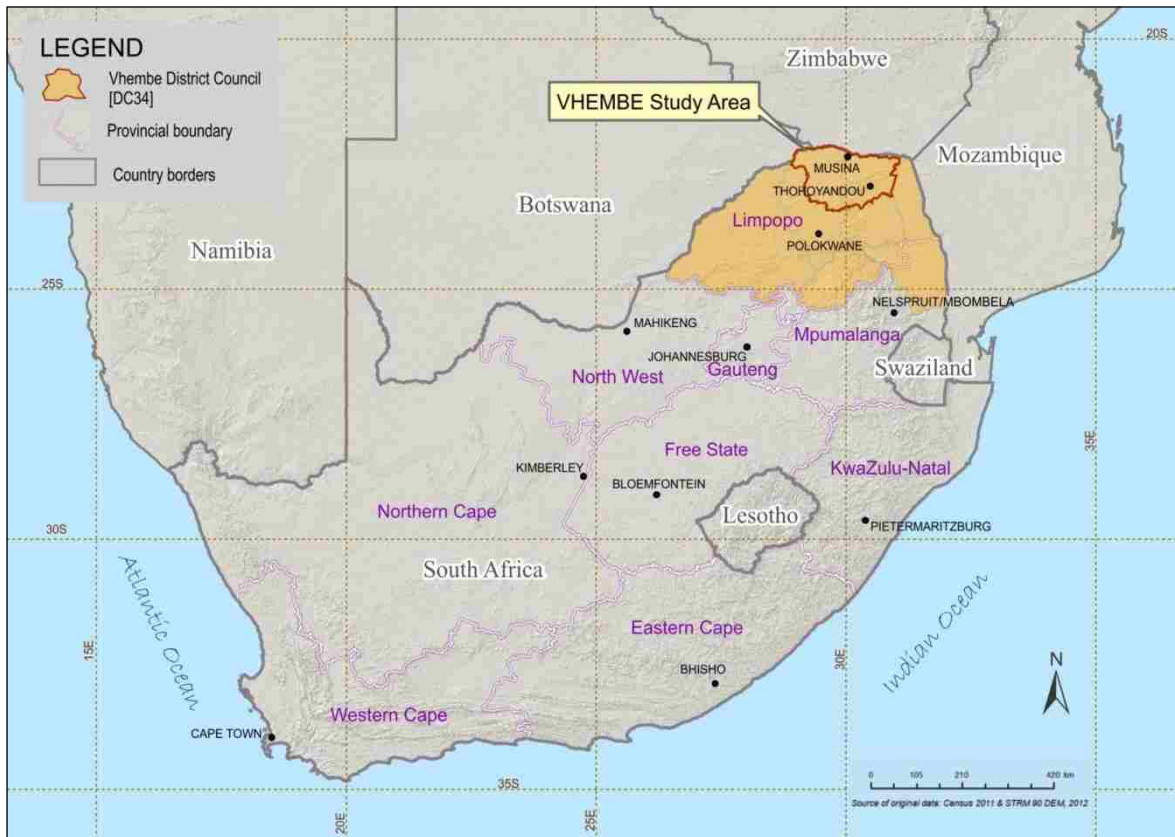 LEGEND
Vhembe District Council
[DC34]
Provincial boundary
Country borders
20S
Zimbabwe
VHEMBE Study Area
Mozambique
MUSINA
THOHOYANDOU
Botswana
Limpopo
Namibia
POLOKWANE
25S
NELSPRUIT/MBOMBELA
MAHIKENG
Mpumalanga
JOHANNESBURG
Gauteng
Swaziland
North West
35E
Free State
KIMBERLEY
KwaZulu-Natal
BLOEMFONTEIN
Northern Cape
Lesotho
PIETERMARITZBURG
30S
South Africa
Atlantic Ocean
Indian Ocean
Eastern Cape
15E
30E
N
BHISHO
Western Cape
CAPE TOWN
0 105 210 420 km
35S
Source of original data: Census 2011 & STRM 90 DEM, 2012
20E
25E